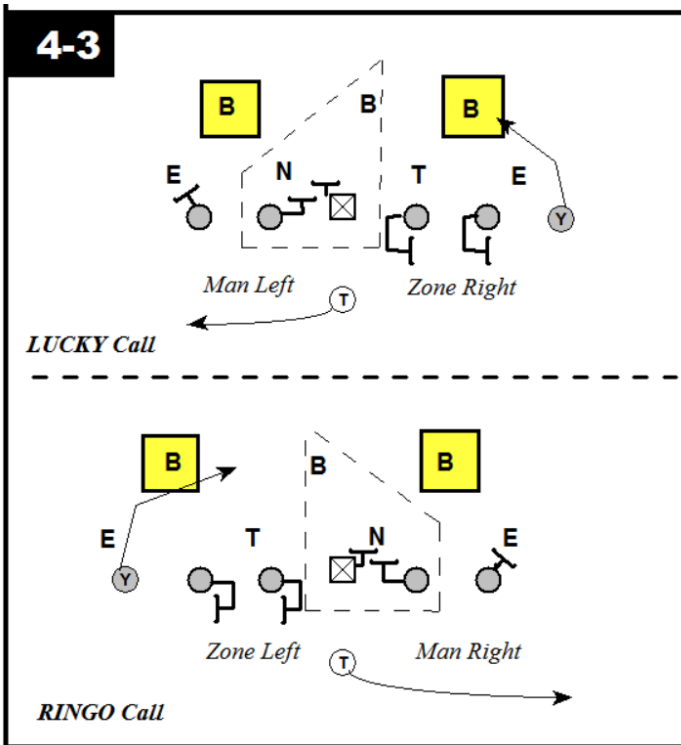 4-3
B B B
E N T E
Y
Man Left Zone Right
T
LUCKY Call
B B B
E T N E
Y
Zone Left Man Right
T
RINGO Call